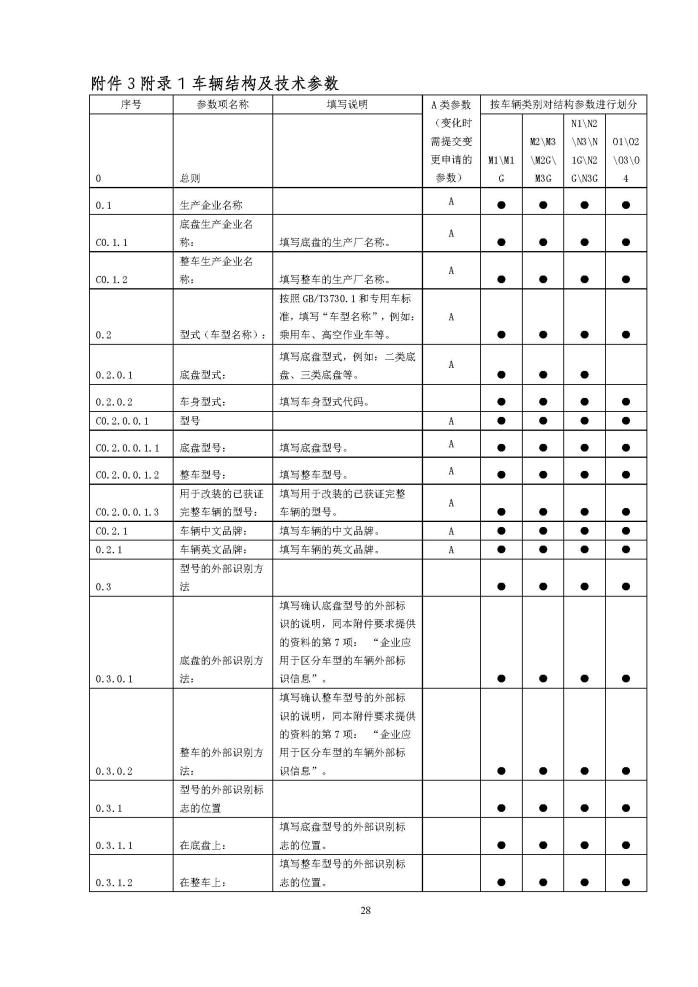 附件 3 附录 1 车辆结构及技术参数
序号 参数项名称 填写说明 A 类参数 按车辆类别对结构参数进行划分
（变化时
需提交变
更申请的
参数）
M1\M1
G
M2\M3
\M2G\
M3G
N1\N2
\N3\N
1G\N2
G\N3G
O1\O2
\O3\O
4
0 总则
0.1 生产企业名称 A ● ● ● ●
底盘生产企业名
C0.1.1 称： 填写底盘的生产厂名称。 A ● ● ● ●
整车生产企业名
C0.1.2 称： 填写整车的生产厂名称。 A ● ● ● ●
按照 GB/T3730.1 和专用车标
准，填写“车型名称”，例如：
0.2 型式（车型名称）： 乘用车、高空作业车等。 A ● ● ● ●
填写底盘型式，例如：二类底
0.2.0.1 底盘型式： 盘、三类底盘等。 A ● ● ●
0.2.0.2 车身型式： 填写车身型式代码。 ● ● ● ●
C0.2.0.0.1 型号 A ● ● ● ●
C0.2.0.0.1.1 底盘型号： 填写底盘型号。 A ● ● ● ●
C0.2.0.0.1.2 整车型号： 填写整车型号。 A ● ● ● ●
用于改装的已获证 填写用于改装的已获证完整
C0.2.0.0.1.3 完整车辆的型号： 车辆的型号。 A ● ● ● ●
C0.2.1 车辆中文品牌： 填写车辆的中文品牌。 A ● ● ● ●
0.2.1 车辆英文品牌： 填写车辆的英文品牌。 A ● ● ● ●
型号的外部识别方
0.3 法 ● ● ● ●
填写确认底盘型号的外部标
识的说明，同本附件要求提供
的资料的第 7 项： “企业应
底盘的外部识别方 用于区分车型的车辆外部标
0.3.0.1 法： 识信息”。 ● ● ● ●
填写确认整车型号的外部标
识的说明，同本附件要求提供
的资料的第 7 项： “企业应
整车的外部识别方 用于区分车型的车辆外部标
0.3.0.2 法： 识信息”。 ● ● ● ●
型号的外部识别标
0.3.1 志的位置 ● ● ● ●
填写底盘型号的外部识别标
0.3.1.1 在底盘上： 志的位置。 ● ● ● ●
填写整车型号的外部识别标
0.3.1.2 在整车上： 志的位置。 ● ● ● ●
28